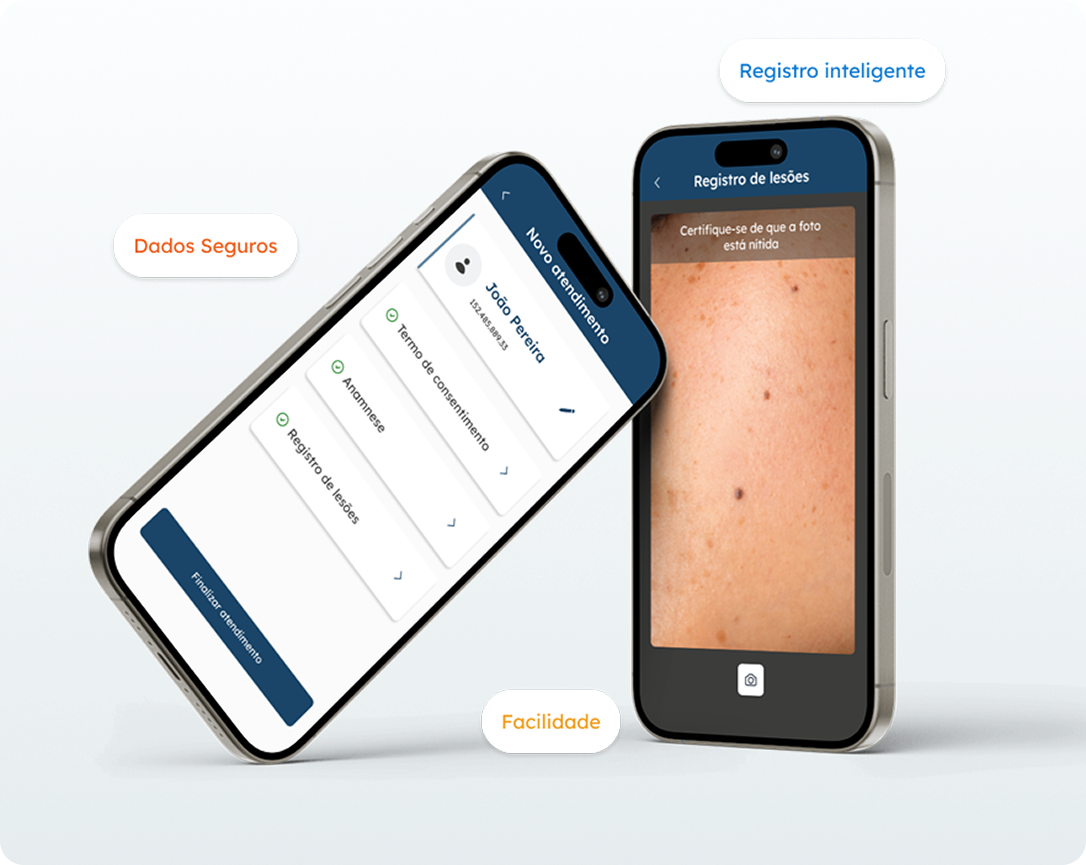 Registro inteligente
Registro de lesões
Certifique-se de que a foto
está nítida
Dados Seguros
Novo atendimento
João Pereira
152.485.889.33
Termo de consentimento
Anamnese
Registro de lesões
Finalizar atendimento
Facilidade